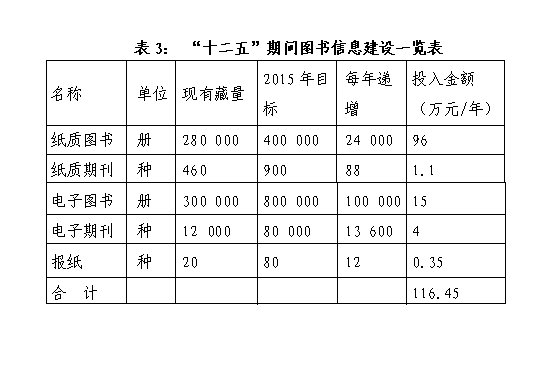 表 3： “十二五”期间图书信息建设一览表
名称 单位 现有藏量 2015 年目标 每年递增 投入金额（万元/年）
纸质图书 册 280 000 400 000 24 000 96
纸质期刊 种 460 900 88 1.1
电子图书 册 300 000 800 000 100 000 15
电子期刊 种 12 000 80 000 13 600 4
报纸 种 20 80 12 0.35
合 计 116.45